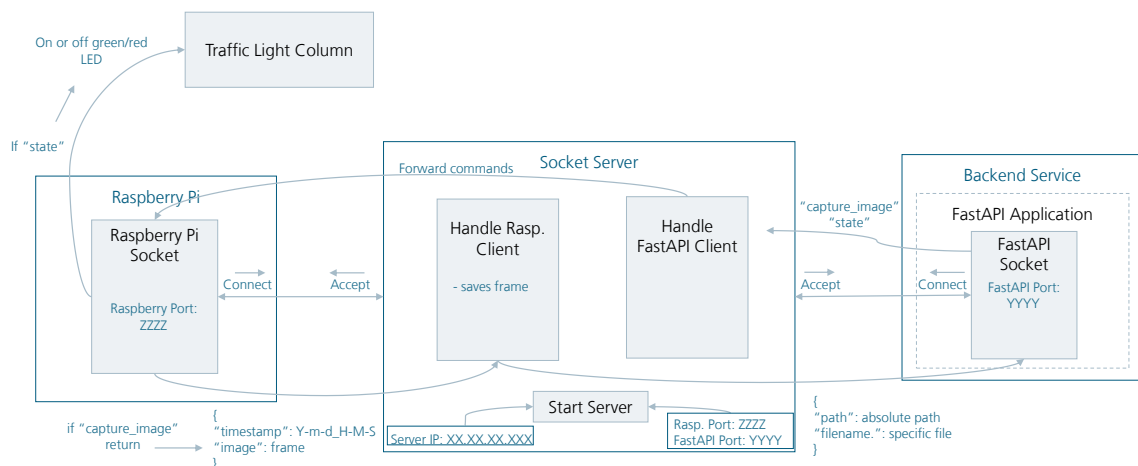 On or off green/red
LED
Traffic Light Column
If “state”
Raspberry Pi
Raspberry Pi
Socket
Raspberry Port:
ZZZZ
Connect
Accept
Socket Server
Forward commands
Handle Rasp.
Client
- saves frame
Handle
FastAPI Client
Start Server
Server IP: XX.XX.XX.XXX
Rasp. Port: ZZZZ
FastAPI Port: YYYY
“capture_image”
“state”
Accept
Connect
Backend Service
FastAPI Application
FastAPI
Socket
FastAPI Port:
YYYY
if “capture_image”
return
{
“timestamp”: Y-m-d_H-M-S
“image”: frame
}
{
“path”: absolute path
“filename.”: specific file
}